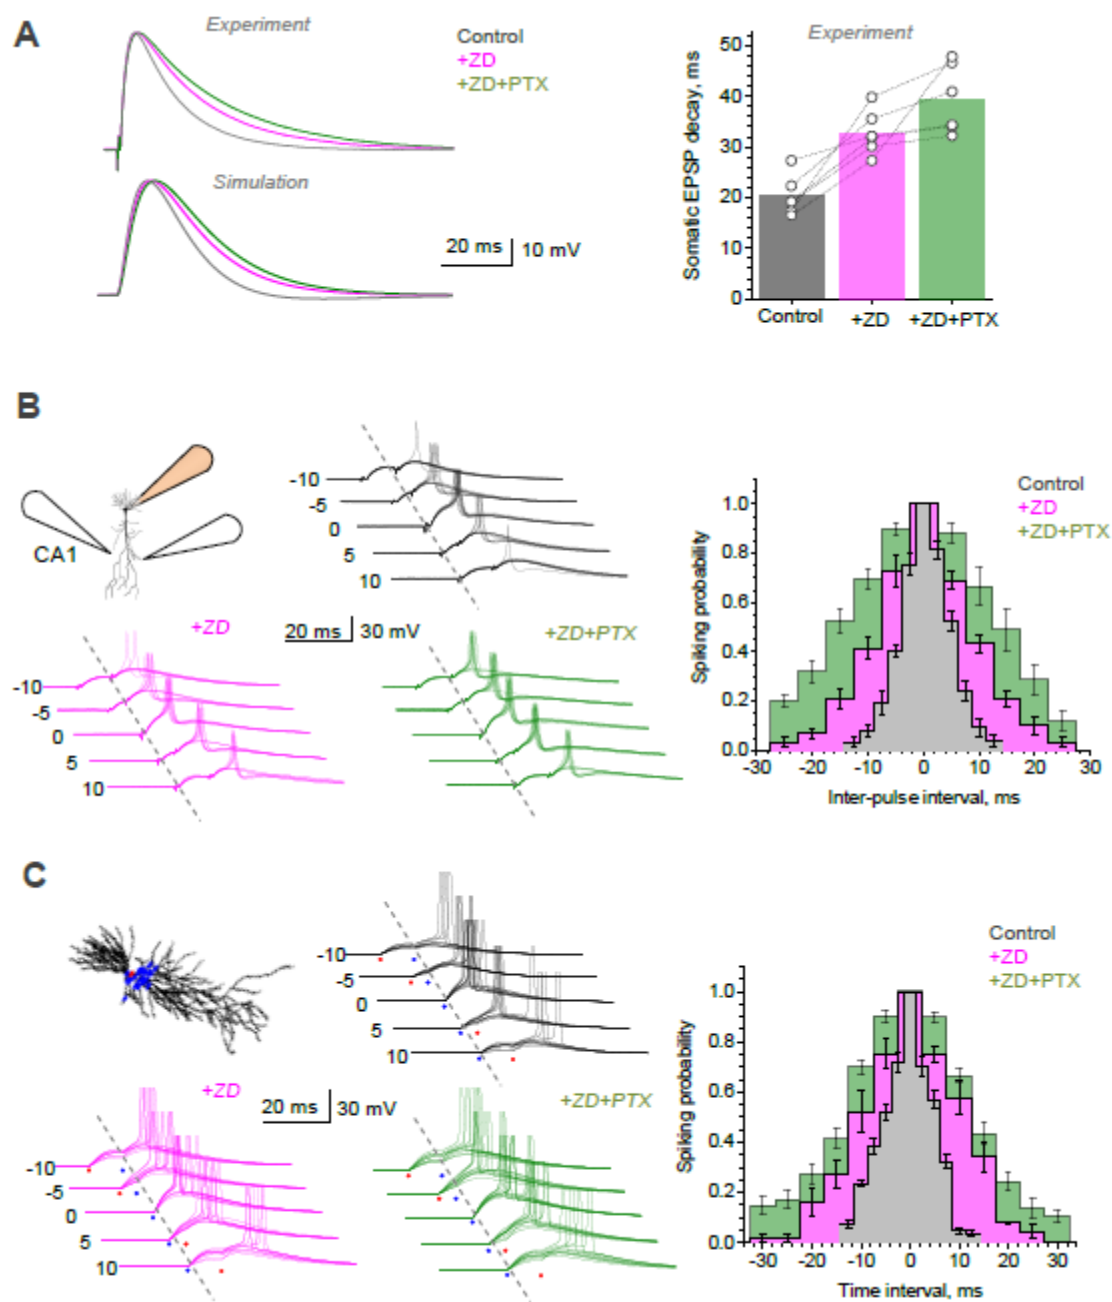 A
Experiment
Control
+ZD
+ZD+PTX
Simulation
20 ms
10 mV
Experiment
Somatic EPSP decay, ms
50
40
30
20
10
0
Control
+ZD
+ZD+PTX
B
CA1
-10
-5
0
5
10
20 ms
30 mV
+ZD
-10
-5
0
5
10
+ZD+PTX
Control
+ZD
+ZD+PTX
Spiking probability
1.0
0.8
0.6
0.4
0.2
0.0
-30
-20
-10
0
10
20
30
Inter-pulse interval, ms
C
-10
-5
0
5
10
+ZD
20 ms
30 mV
+ZD+PTX
-10
-5
0
5
10
Control
+ZD
+ZD+PTX
Spiking probability
1.0
0.8
0.6
0.4
0.2
0.0
-30
-20
-10
0
10
20
30
Time interval, ms